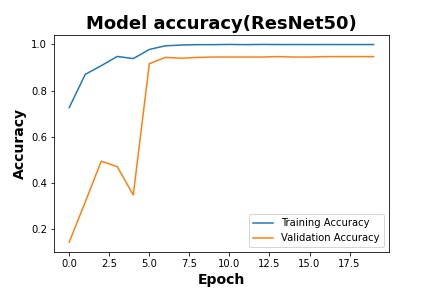 Model accuracy(ResNet50)
1.0
0.8
0.6
0.4
0.2
Accuracy
Training Accuracy
Validation Accuracy
0.0 2.5 5.0 7.5 10.0 12.5 15.0 17.5
Epoch